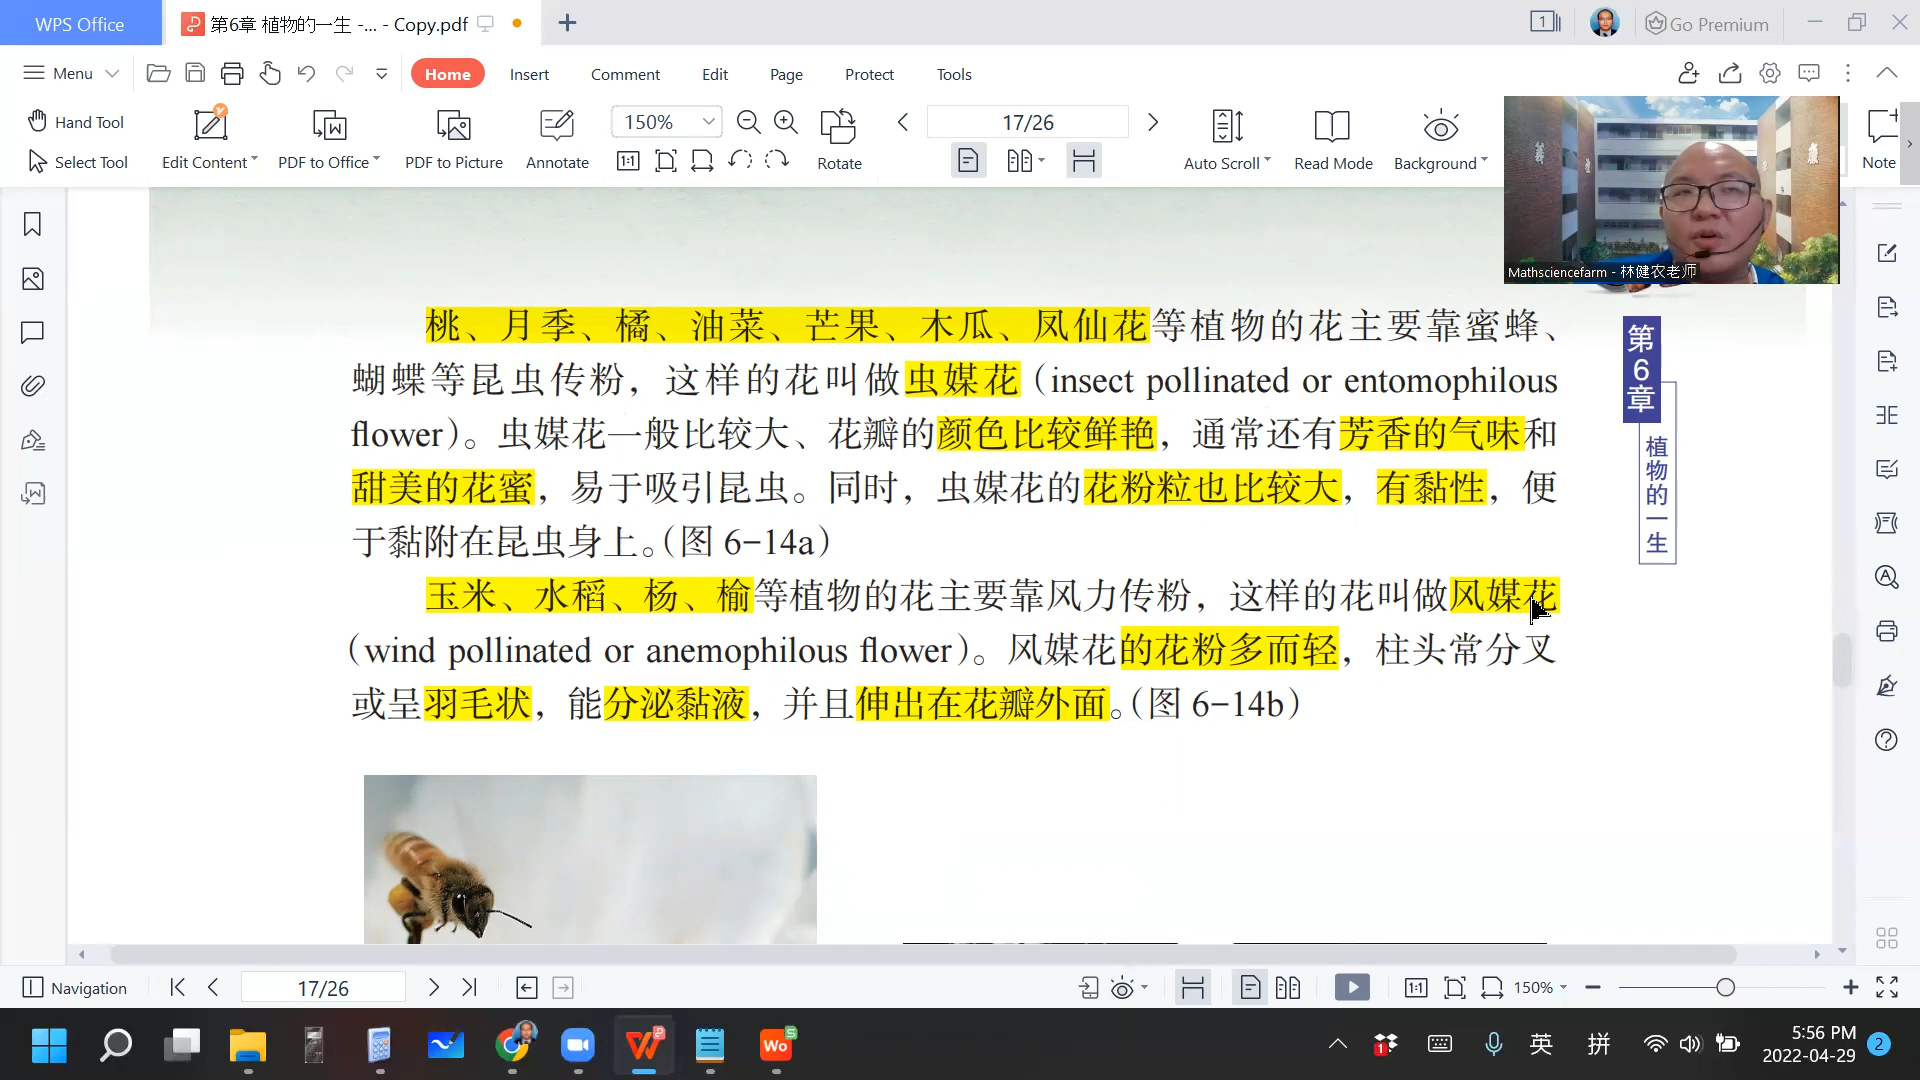 WPS Office
第6章 植物的一生 -... - Copy.pdf
1
Go Premium
Menu
Home
Insert
Comment
Edit
Page
Protect
Tools
Hand Tool
Select Tool
Edit Content
PDF to Office
PDF to Picture
Annotate
150%
1:1
Rotate
17/26
Auto Scroll
Read Mode
Background
Note
Mathsciencefarm - 林健农老师
桃、月季、橘、油菜、芒果、木瓜、凤仙花等植物的花主要靠蜜蜂、
蝴蝶等昆虫传粉，这样的花叫做虫媒花（insect pollinated or entomophilous
flower）。虫媒花一般比较大、花瓣的颜色比较鲜艳，通常还有芳香的气味和
甜美的花蜜，易于吸引昆虫。同时，虫媒花的花粉粒也比较大，有黏性，便
于黏附在昆虫身上。（图 6-14a）
玉米、水稻、杨、榆等植物的花主要靠风力传粉，这样的花叫做风媒花
（wind pollinated or anemophilous flower）。风媒花的花粉多而轻，柱头常分叉
或呈羽毛状，能分泌黏液，并且伸出在花瓣外面。（图 6-14b）
第6章
植物的一生
Navigation
17/26
1:1
150%
Wo
1
英
拼
5:56 PM
2022-04-29
2